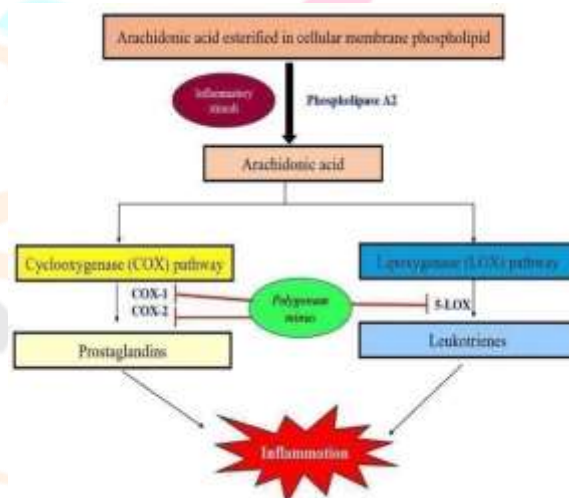 Arachidonic acid esterified in cellular membrane phospholipid
Inflammatory
stimuli
Phospholipase A2
Arachidonic acid
Cyclooxygenase (COX) pathway
Lipoxygenase (LOX) pathway
COX-1
COX-2
Polygonum
minus
5-LOX
Prostaglandins
Leukotrienes
Inflammation